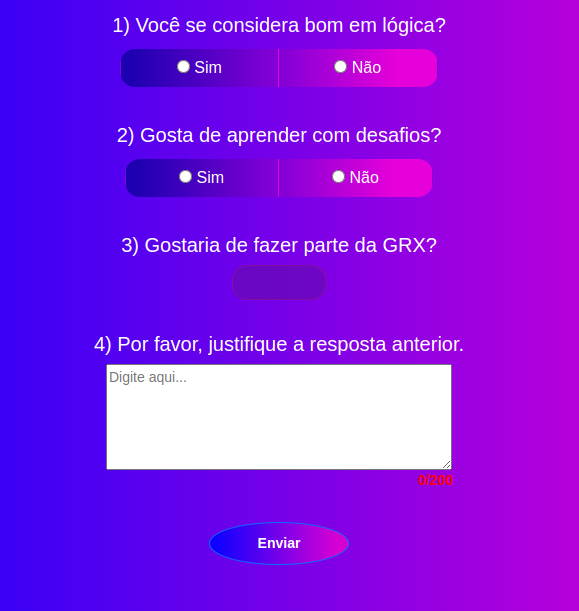 1) Você se considera bom em lógica?
Sim Não
2) Gosta de aprender com desafios?
Sim Não
3) Gostaria de fazer parte da GRX?
4) Por favor, justifique a resposta anterior.
Digite aqui...
0/200
Enviar